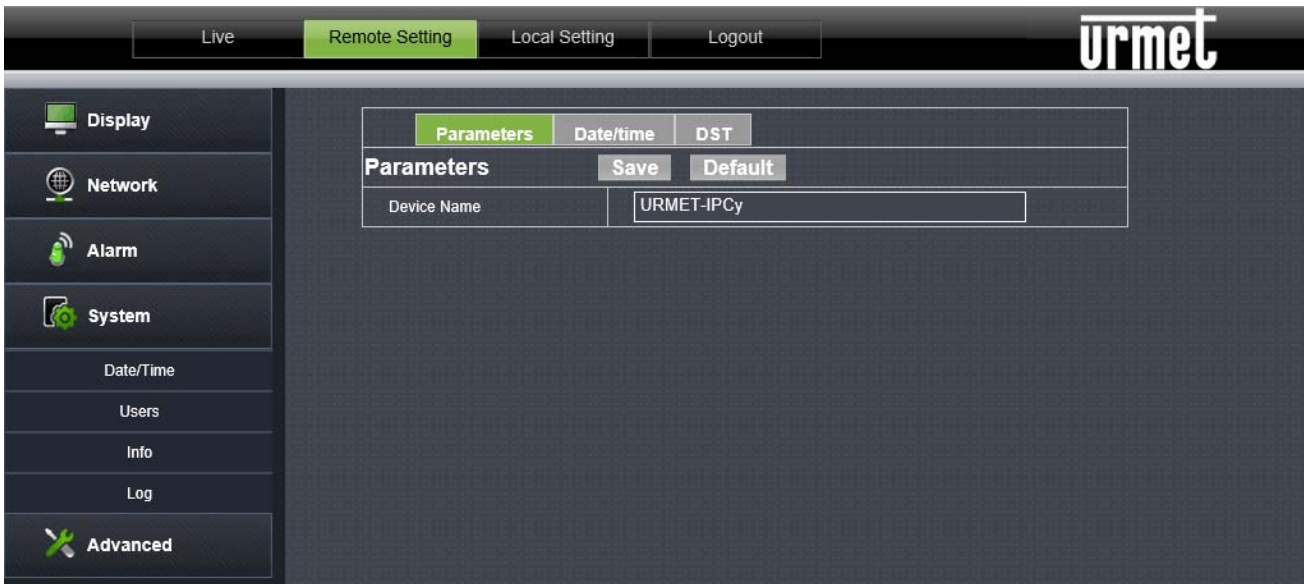 Live Remote Setting Local Setting Logout urmet
Display
Network
Alarm
System
Date/Time
Users
Info
Log
Advanced
Parameters Date/time DST
Parameters Save Default
Device Name URMET-IPCy